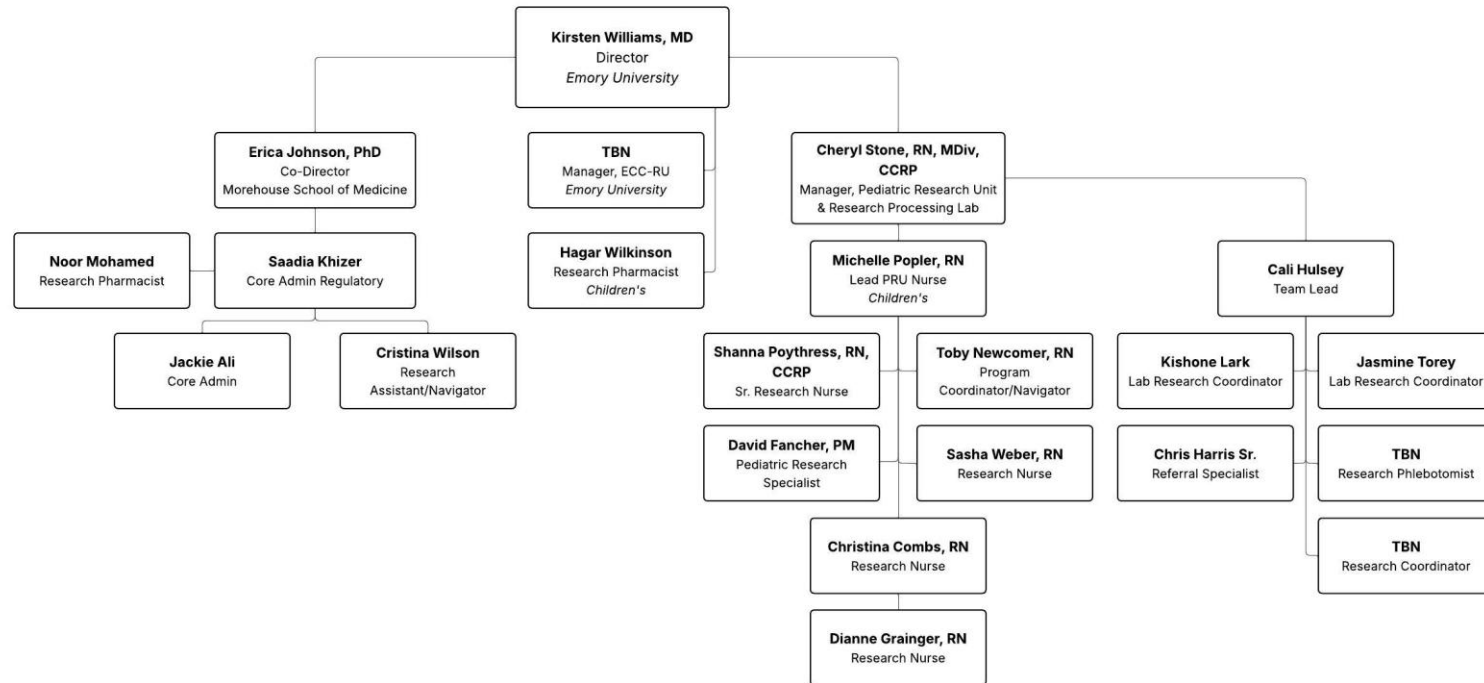 Kirsten Williams, MD
Director
Emory University
Erica Johnson, PhD
Co-Director
Morehouse School of Medicine
TBN
Manager, ECC-RU
Emory University
Cheryl Stone, RN, MDiv,
CCRP
Manager, Pediatric Research Unit
& Research Processing Lab
Noor Mohamed
Research Pharmacist
Saadia Khizer
Core Admin Regulatory
Hagar Wilkinson
Research Pharmacist
Children's
Michelle Popler, RN
Lead PRU Nurse
Children's
Cali Hulsey
Team Lead
Jackie Ali
Core Admin
Cristina Wilson
Research
Assistant/Navigator
Shanna Poythress, RN,
CCRP
Sr. Research Nurse
Toby Newcomer, RN
Program
Coordinator/Navigator
Kishone Lark
Lab Research Coordinator
Jasmine Torey
Lab Research Coordinator
David Fancher, PM
Pediatric Research
Specialist
Sasha Weber, RN
Research Nurse
Chris Harris Sr.
Referral Specialist
TBN
Research Phlebotomist
Christina Combs, RN
Research Nurse
TBN
Research Coordinator
Dianne Grainger, RN
Research Nurse